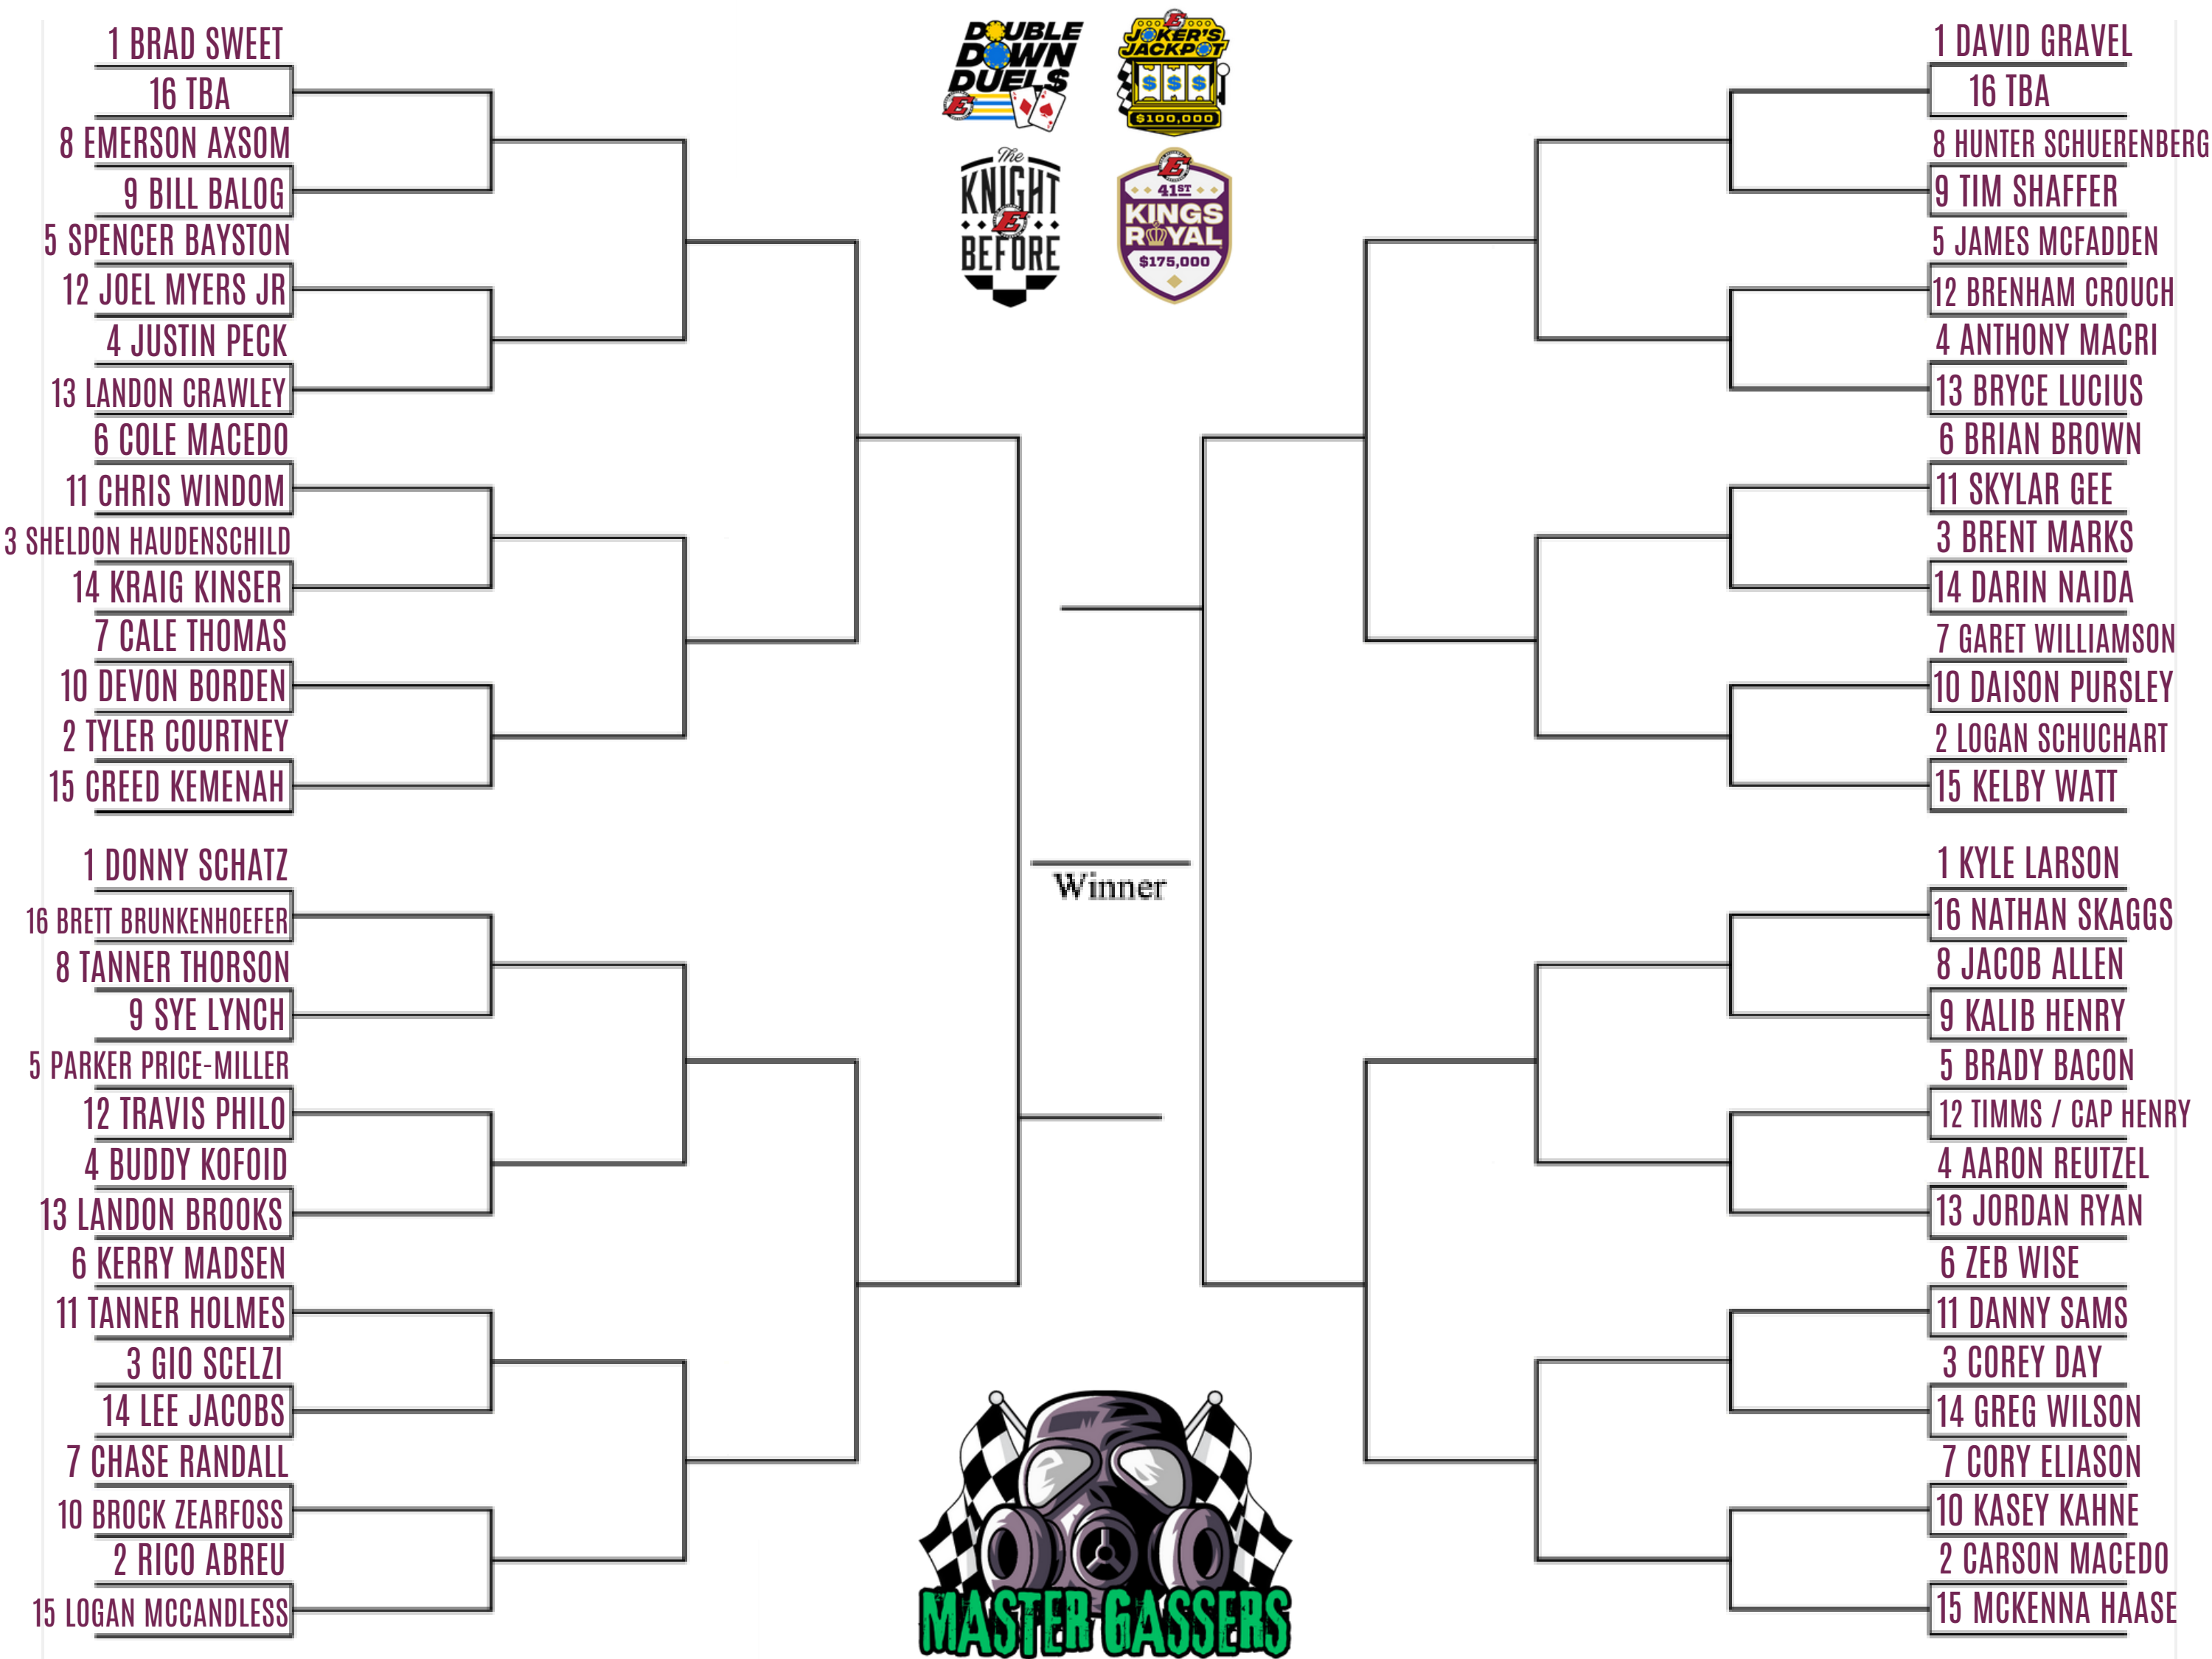 1 BRAD SWEET
16 TBA
8 EMERSON AXSOM
9 BILL BALOG
5 SPENCER BAYSTON
12 JOEL MYERS JR
4 JUSTIN PECK
13 LANDON CRAWLEY
6 COLE MACEDO
11 CHRIS WINDOM
3 SHELDON HAUDENSCHILD
14 KRAIG KINSER
7 CALE THOMAS
10 DEVON BORDEN
2 TYLER COURTNEY
15 CREED KEMENAH
1 DONNY SCHATZ
16 BRETT BRUNKENHOEFER
8 TANNER THORSON
9 SYE LYNCH
5 PARKER PRICE-MILLER
12 TRAVIS PHILO
4 BUDDY KOFOID
13 LANDON BROOKS
6 KERRY MADSEN
11 TANNER HOLMES
3 GIO SCELZI
14 LEE JACOBS
7 CHASE RANDALL
10 BROCK ZEARFOSS
2 RICO ABREU
15 LOGAN MCCANDLESS
DOUBLE
DOWN
DUEL$
E
E
JOKER'S
JACKPOT
$ $ $
$100,000
The
KNIGHT
E
BEFORE
E
41ST
KINGS
ROYAL
$175,000
Winner
MASTER GASSERS
1 DAVID GRAVEL
16 TBA
8 HUNTER SCHUERENBERG
9 TIM SHAFFER
5 JAMES MCFADDEN
12 BRENHAM CROUCH
4 ANTHONY MACRI
13 BRYCE LUCIUS
6 BRIAN BROWN
11 SKYLAR GEE
3 BRENT MARKS
14 DARIN NAIDA
7 GARET WILLIAMSON
10 DAISON PURSLEY
2 LOGAN SCHUCHART
15 KELBY WATT
1 KYLE LARSON
16 NATHAN SKAGGS
8 JACOB ALLEN
9 KALIB HENRY
5 BRADY BACON
12 TIMMS / CAP HENRY
4 AARON REUTZEL
13 JORDAN RYAN
6 ZEB WISE
11 DANNY SAMS
3 COREY DAY
14 GREG WILSON
7 CORY ELIASON
10 KASEY KAHNE
2 CARSON MACEDO
15 MCKENNA HAASE